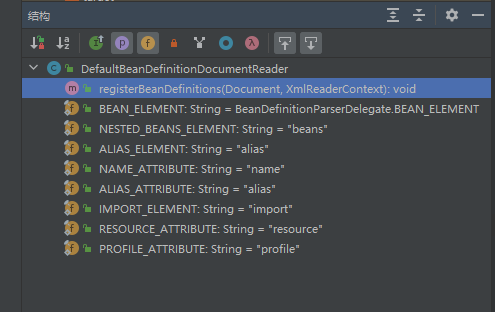 结构
DefaultBeanDefinitionDocumentReader
registerBeanDefinitions(Document, XmlReaderContext): void
BEAN_ELEMENT: String = BeanDefinitionParserDelegate.BEAN_ELEMENT
NESTED_BEANS_ELEMENT: String = "beans"
ALIAS_ELEMENT: String = "alias"
NAME_ATTRIBUTE: String = "name"
ALIAS_ATTRIBUTE: String = "alias"
IMPORT_ELEMENT: String = "import"
RESOURCE_ATTRIBUTE: String = "resource"
PROFILE_ATTRIBUTE: String = "profile"